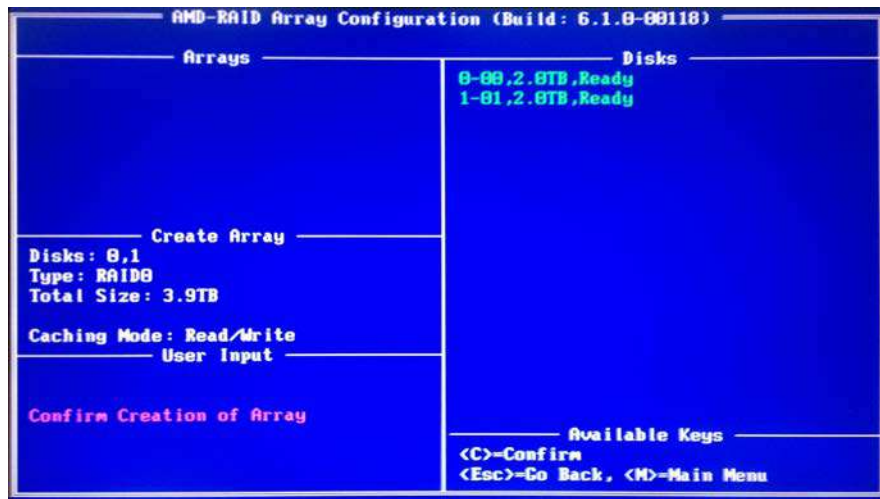 AMD-RAID Array Configuration (Build: 6.1.0-00118)
Arrays
Create Array
Disks: 0,1
Type: RAID0
Total Size: 3.9TB
Caching Mode: Read/Write
User Input
Confirm Creation of Array
Disks
0-00,2.0TB,Ready
1-01,2.0TB,Ready
Available Keys
<C>=Confirm
<Esc>=Go Back, <M>=Main Menu